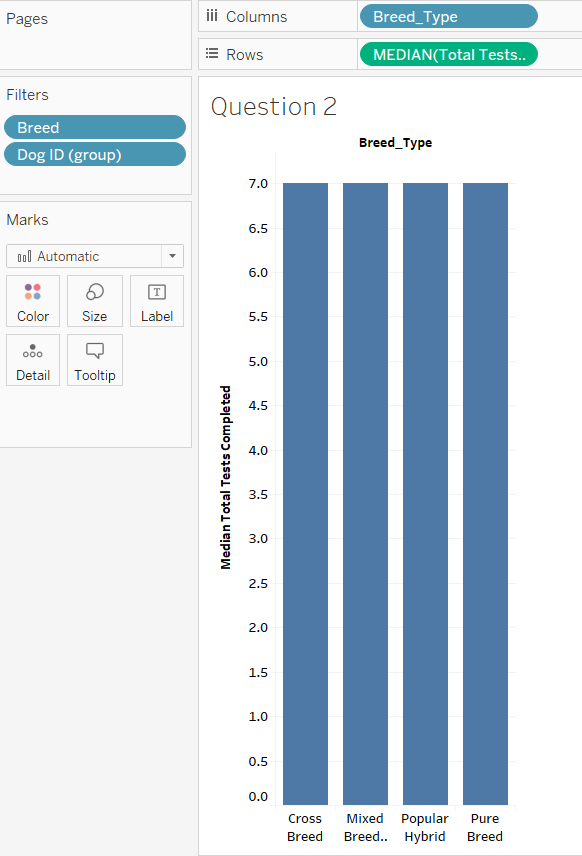 Pages
Columns
Breed_Type
Rows
MEDIAN(Total Tests..
Filters
Breed
Dog ID (group)
Marks
Automatic
Color
Size
Label
Detail
Tooltip
Question 2
Breed_Type
Median Total Tests Completed
7.0
6.5
6.0
5.5
5.0
4.5
4.0
3.5
3.0
2.5
2.0
1.5
1.0
0.5
0.0
Cross
Breed
Mixed
Breed..
Popular
Hybrid
Pure
Breed